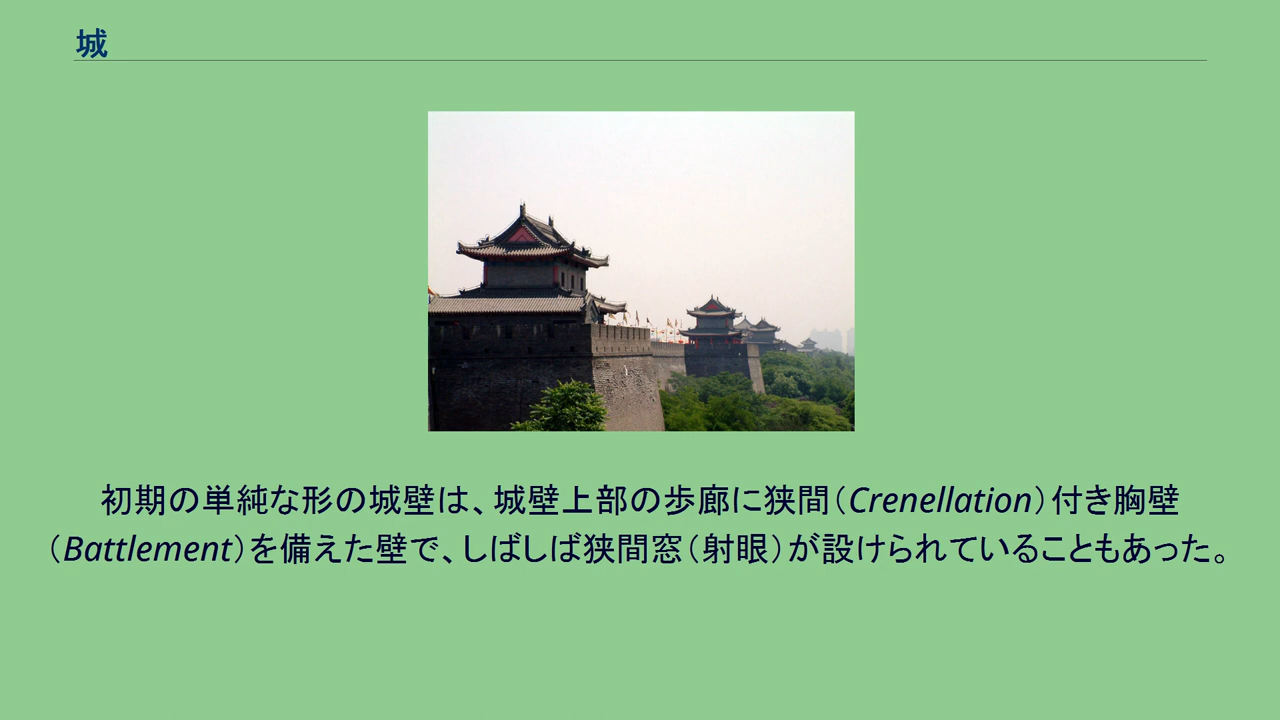 城
初期の単純な形の城壁は、城壁上部の歩廊に狭間（Crenellation）付き胸壁
（Battlement）を備えた壁で、しばしば狭間窓（射眼）が設けられていることもあった。